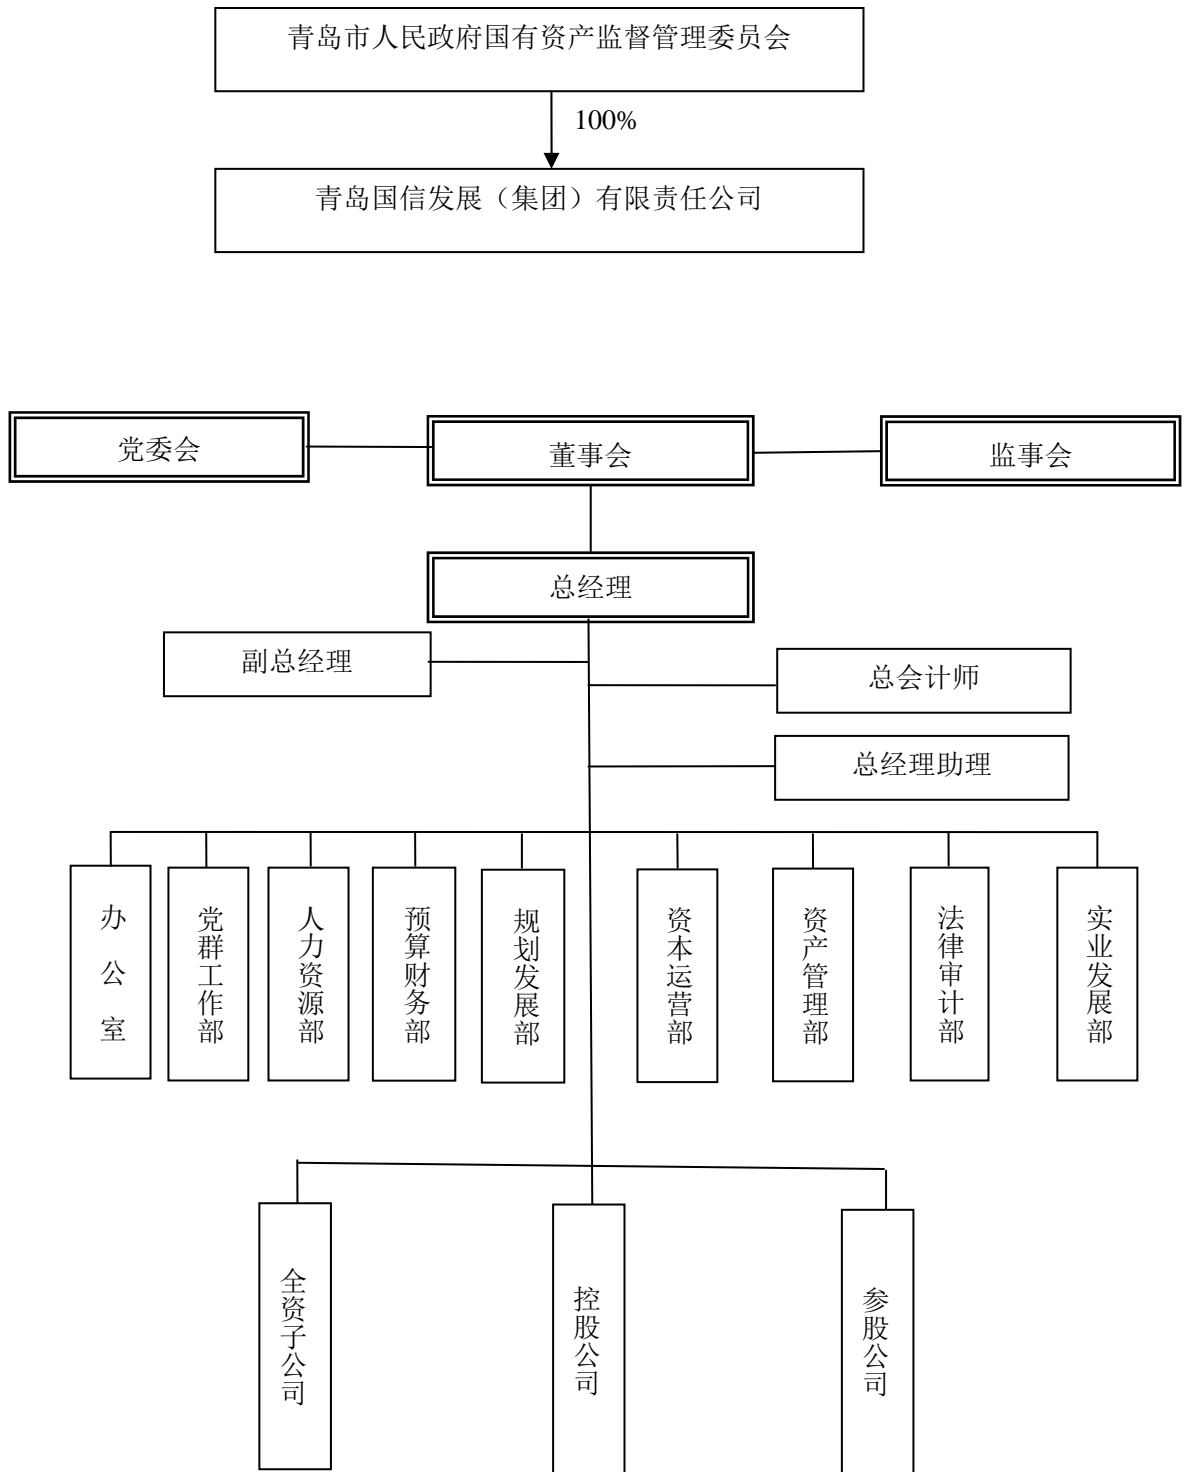 青岛市人民政府国有资产监督管理委员会
100%
青岛国信发展（集团）有限责任公司
党委会
董事会
监事会
总经理
副总经理
总会计师
总经理助理
办公室
党群工作部
人力资源部
预算财务部
规划发展部
资本运营部
资产管理部
法律审计部
实业发展部
全资子公司
控股公司
参股公司